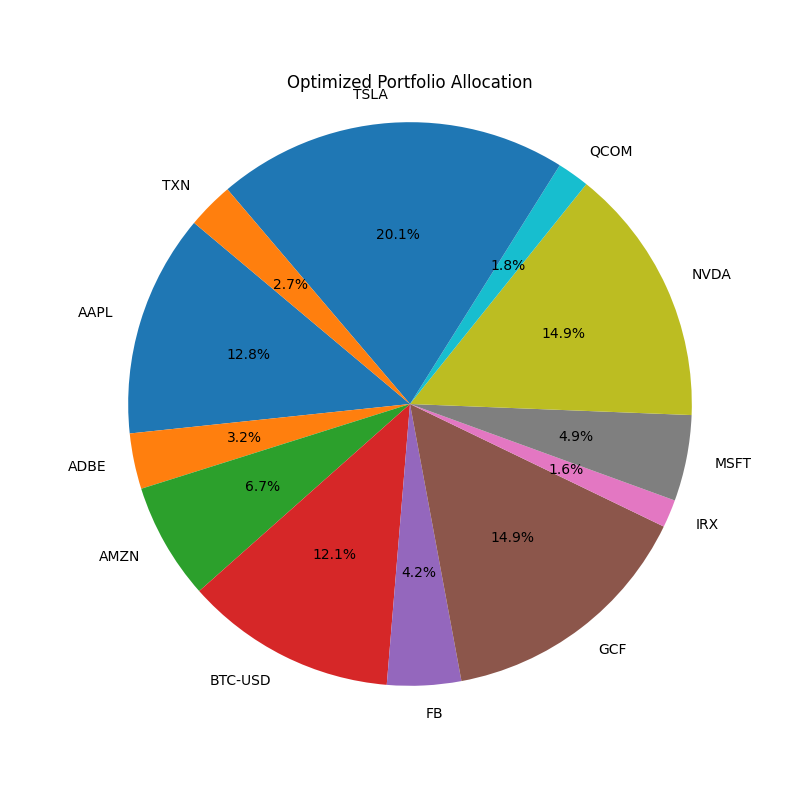 Optimized Portfolio Allocation
TSLA
QCOM
TXN
20.1%
1.8%
NVDA
2.7%
AAPL
14.9%
12.8%
3.2%
4.9%
MSFT
ADBE
1.6%
6.7%
IRX
14.9%
AMZN
12.1%
4.2%
GCF
BTC-USD
FB